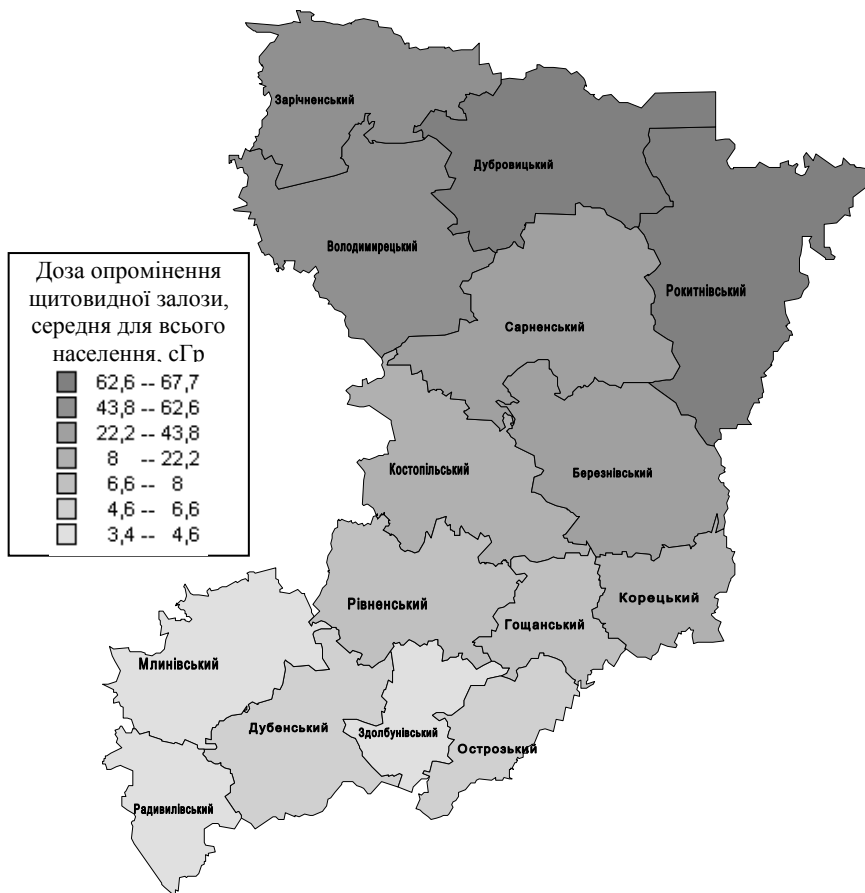 Зарічненський
Дубровицький
Володимирецький
Рокитнівський
Сарненський
Доза опромінення
щитовидної залози,
середня для всього
населення, сГр
62,6 -- 67,7
43,8 -- 62,6
22,2 -- 43,8
8 -- 22,2
6,6 -- 8
4,6 -- 6,6
3,4 -- 4,6
Костопільський
Березнівський
Рівненський
Гощанський
Корецький
Млинівський
Дубенський
Здолбунівський
Острозький
Радивилівський